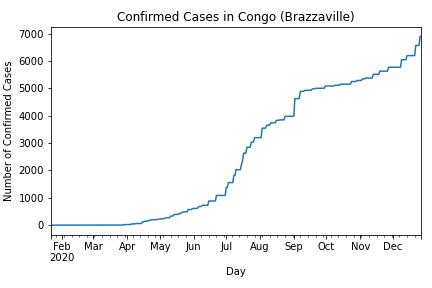 Confirmed Cases in Congo (Brazzaville)
Number of Confirmed Cases
7000
6000
5000
4000
3000
2000
1000
0
Feb Mar Apr May Jun Jul Aug Sep Oct Nov Dec
2020
Day